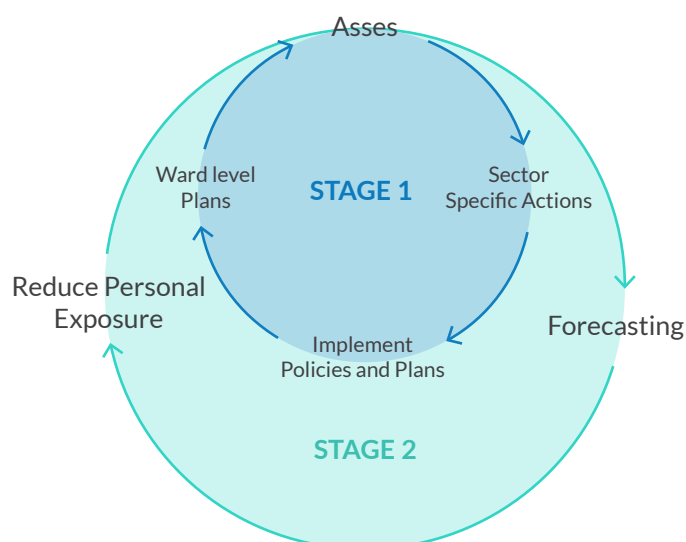 Asses
Ward level
Plans
STAGE 1
Sector
Specific Actions
Reduce Personal
Exposure
Forecasting
Implement
Policies and Plans
STAGE 2